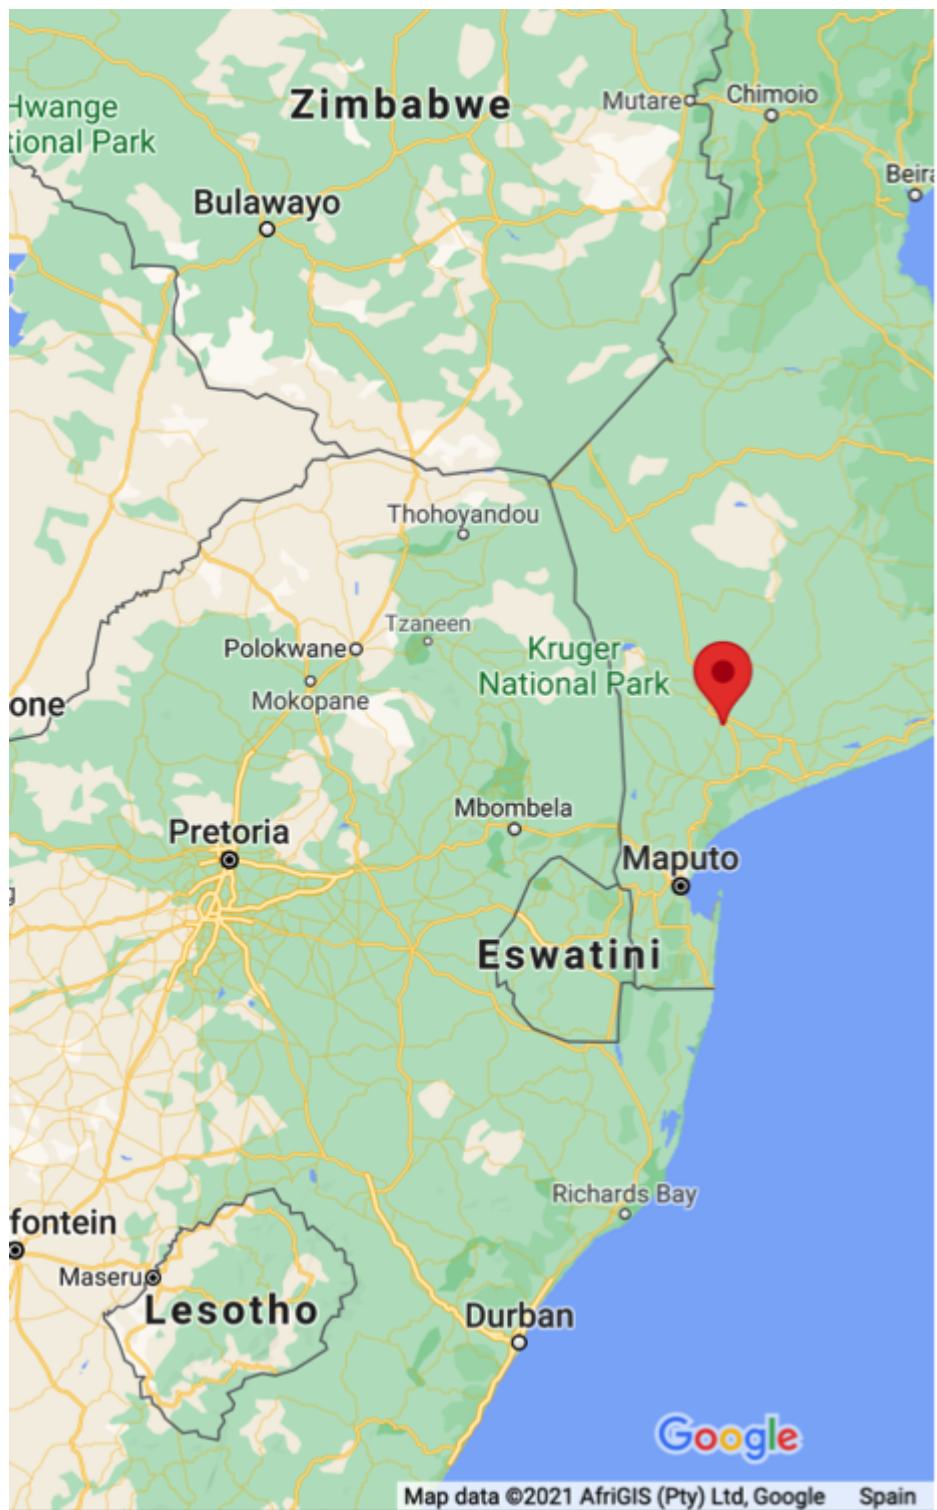 Hwange
tional Park
Zimbabwe
Mutare
Chimoio
Beira
Bulawayo
Thohoyandou
Tzaneen
Polokwane
Mokopane
Kruger
National Park
one
Mbombela
Pretoria
Maputo
g
Eswatini
Richards Bay
fontein
Maseru
Lesotho
Durban
Google
Map data ©2021 AfriGIS (Pty) Ltd, Google Spain